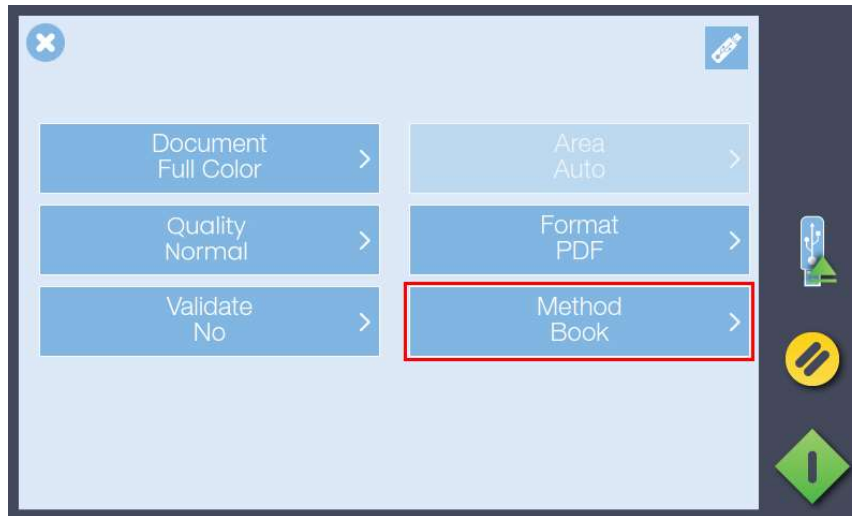 Document
Full Color
Area
Auto
Quality
Normal
Format
PDF
Validate
No
Method
Book